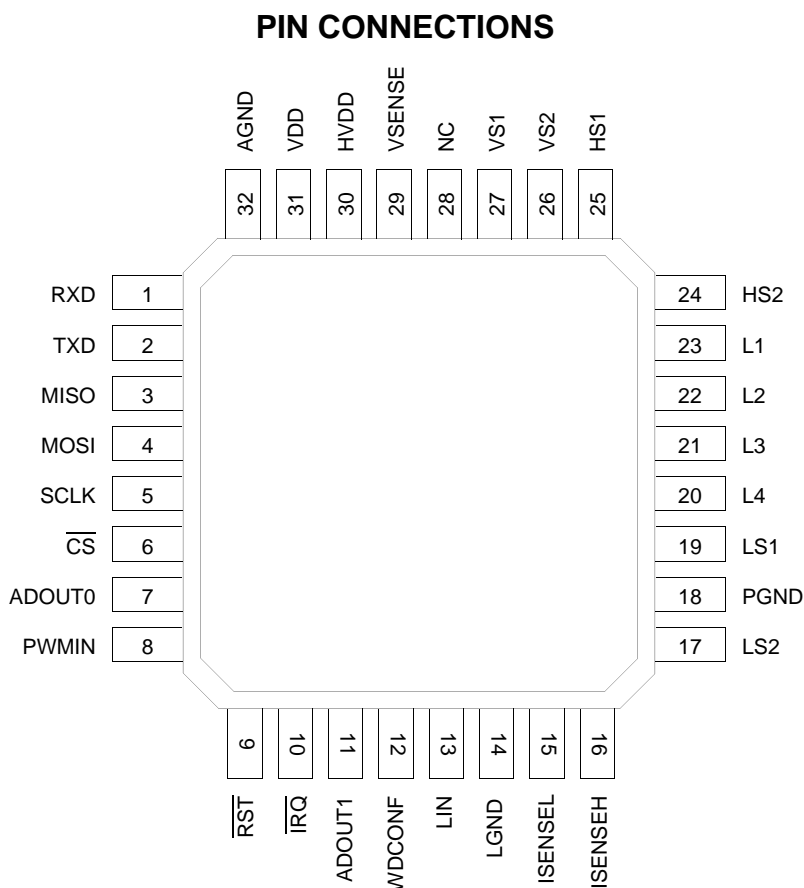 PIN CONNECTIONS
AGND
VDD
HVDD
VSENSE
NC
VS1
VS2
HS1
32
31
30
29
28
27
26
25
RXD 1
TXD 2
MISO 3
MOSI 4
SCLK 5
C̅S̅ 6
ADOUT0 7
PWMIN 8
24 HS2
23 L1
22 L2
21 L3
20 L4
19 LS1
18 PGND
17 LS2
9
10
11
12
13
14
15
16
R̅S̅T̅
I̅R̅Q̅
ADOUT1
WDCONF
LIN
LGND
ISENSEL
ISENSEH